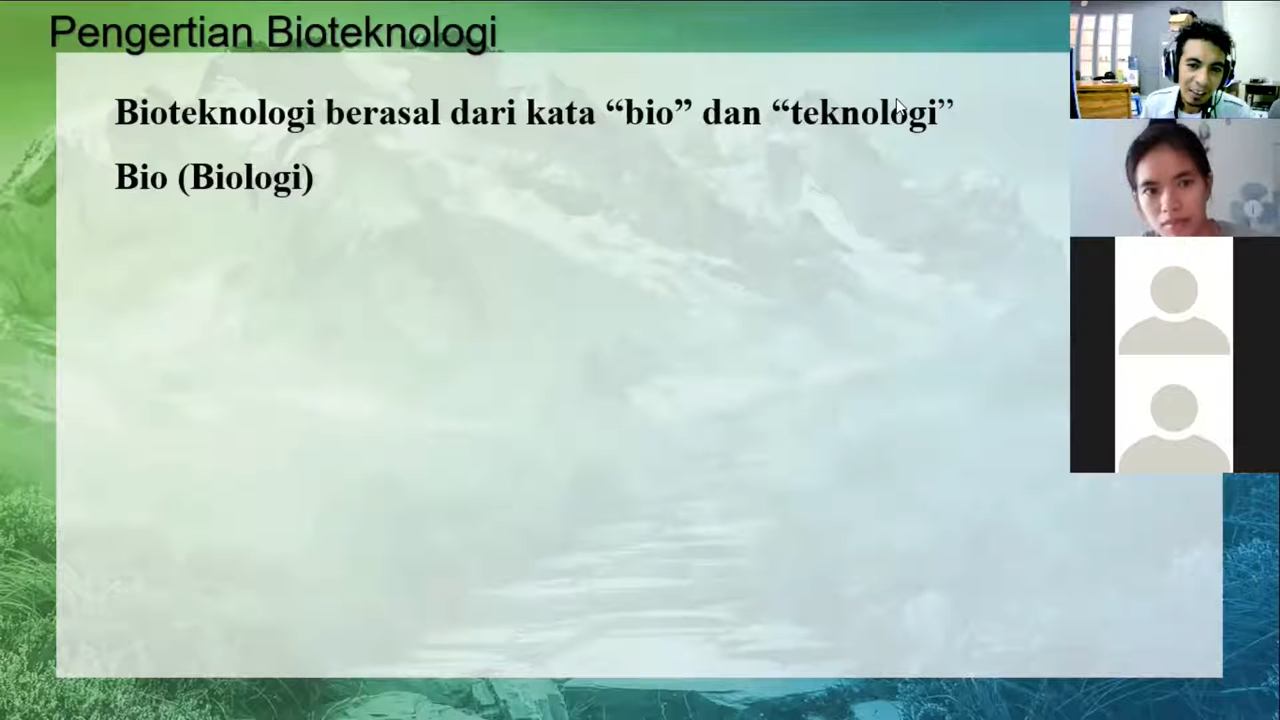 Pengertian Bioteknologi
Bioteknologi berasal dari kata “bio” dan “teknologi”
Bio (Biologi)